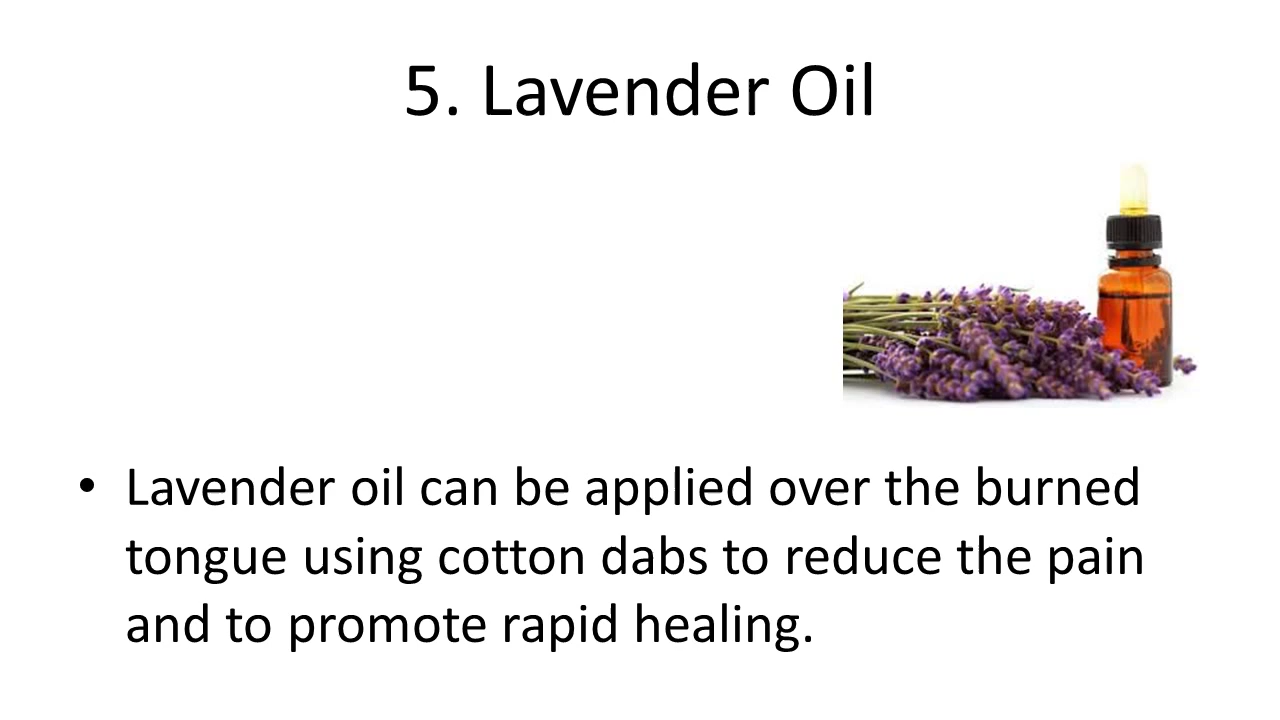 5. Lavender Oil
• Lavender oil can be applied over the burned
tongue using cotton dabs to reduce the pain
and to promote rapid healing.